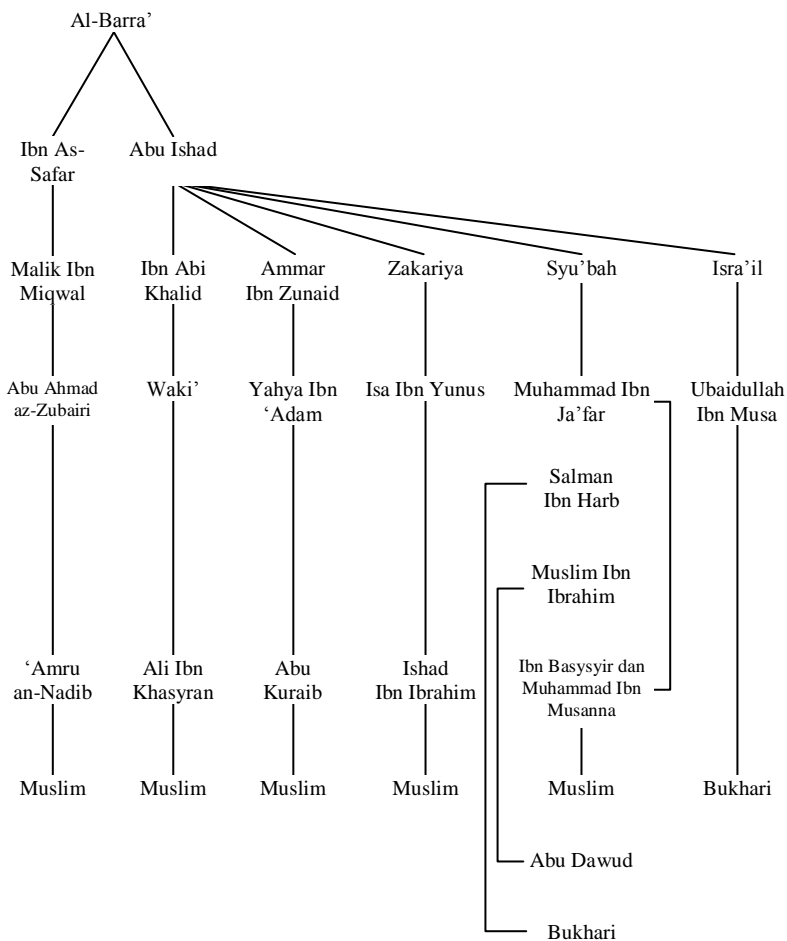 Al-Barra’
Ibn As-
Safar
Abu Ishad
Malik Ibn
Miqwal
Ibn Abi
Khalid
Ammar
Ibn Zunaid
Zakariya
Syu’bah
Isra’il
Abu Ahmad
az-Zubairi
Waki’
Yahya Ibn
‘Adam
Isa Ibn Yunus
Muhammad Ibn
Ja’far
Ubaidullah
Ibn Musa
Salman
Ibn Harb
Muslim Ibn
Ibrahim
‘Amru
an-Nadib
Ali Ibn
Khasyran
Abu
Kuraib
Ishad
Ibn Ibrahim
Ibn Basysyir dan
Muhammad Ibn
Musanna
Muslim
Muslim
Muslim
Muslim
Muslim
Bukhari
Abu Dawud
Bukhari